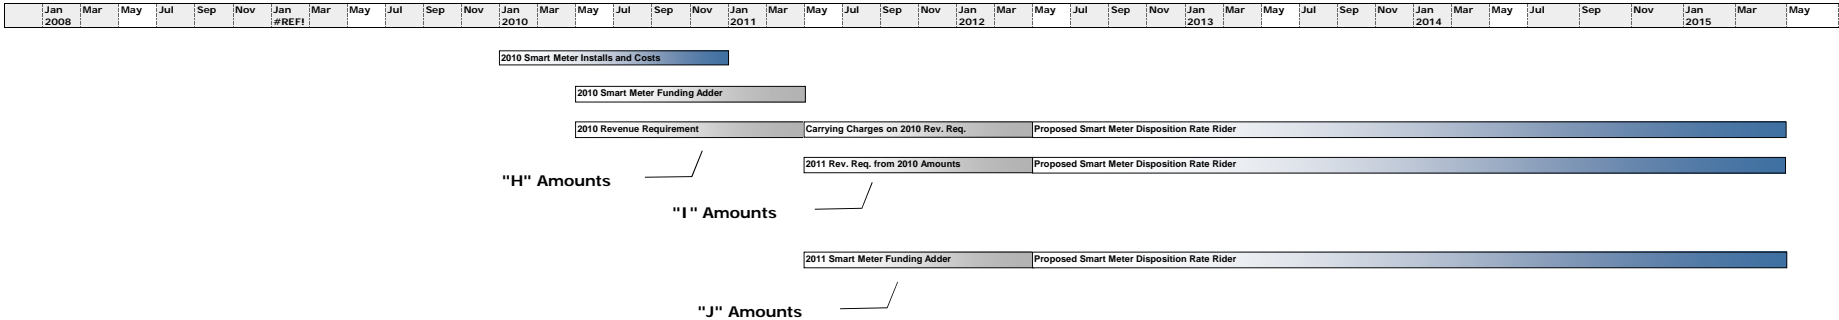 Jan Mar May Jul Sep Nov Jan Mar May Jul Sep Nov Jan Mar May Jul Sep Nov Jan Mar May Jul Sep Nov Jan Mar May Jul Sep Nov Jan Mar May Jul Sep Nov Jan Mar May Jul Sep Nov Jan Mar May
2008 #REF! 2010 2011 2012 2013 2014 2015
2010 Smart Meter Installs and Costs
2010 Smart Meter Funding Adder
2010 Revenue Requirement Carrying Charges on 2010 Rev. Req. Proposed Smart Meter Disposition Rate Rider
2011 Rev. Req. from 2010 Amounts Proposed Smart Meter Disposition Rate Rider
"H" Amounts
"I" Amounts
2011 Smart Meter Funding Adder Proposed Smart Meter Disposition Rate Rider
"J" Amounts